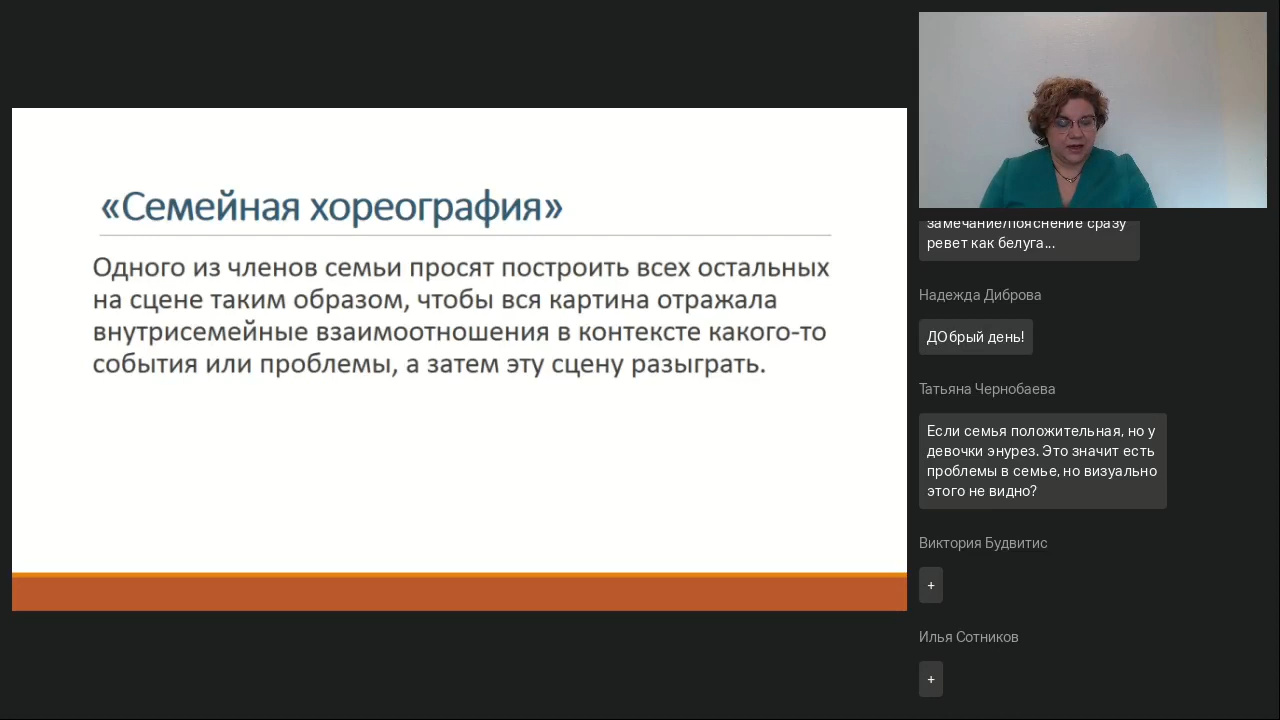 «Семейная хореография»
Одного из членов семьи просят построить всех остальных
на сцене таким образом, чтобы вся картина отражала
внутрисемейные взаимоотношения в контексте какого-то
события или проблемы, а затем эту сцену разыграть.
замечание/пояснение сразу
ревет как белуга...
Надежда Диброва
ДОбрый день!
Татьяна Чернобаева
Если семья положительная, но у
девочки энурез. Это значит есть
проблемы в семье, но визуально
этого не видно?
Виктория Будвитис
+
Илья Сотников
+